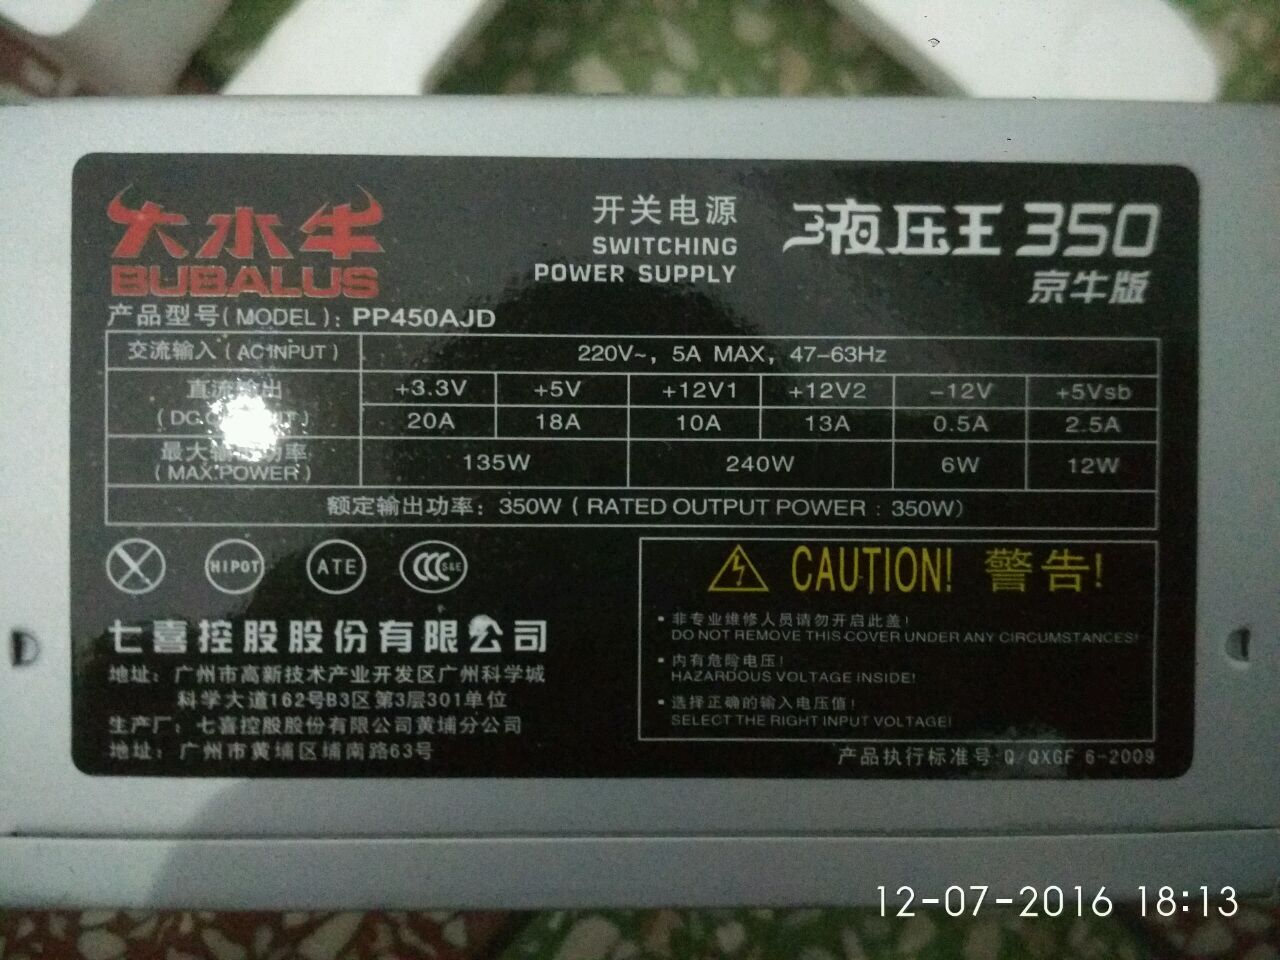 大水牛
BUBALUS
开关电源
SWITCHING
POWER SUPPLY
液压王 350
京牛版
产品型号(MODEL): PP450AJD
交流输入(AC INPUT) 220V~, 5A MAX, 47-63Hz
直流输出 +3.3V +5V +12V1 +12V2 -12V +5Vsb
20A 18A 10A 13A 0.5A 2.5A
最大输出功率
(MAX.POWER) 135W 240W 6W 12W
额定输出功率: 350W (RATED OUTPUT POWER : 350W)
HIPOT ATE CCC S&E
CAUTION! 警告!
• 非专业维修人员请勿开启此盖!
DO NOT REMOVE THIS COVER UNDER ANY CIRCUMSTANCES!
• 内有危险电压!
HAZARDOUS VOLTAGE INSIDE!
• 选择正确的输入电压值!
SELECT THE RIGHT INPUT VOLTAGE!
七喜控股股份有限公司
地址: 广州市高新技术产业开发区广州科学城
科学大道162号B3区第3层301单位
生产厂: 七喜控股股份有限公司黄埔分公司
地址: 广州市黄埔区埔南路63号
产品执行标准号:Q/QXGF 6-2009
12-07-2016 18:13